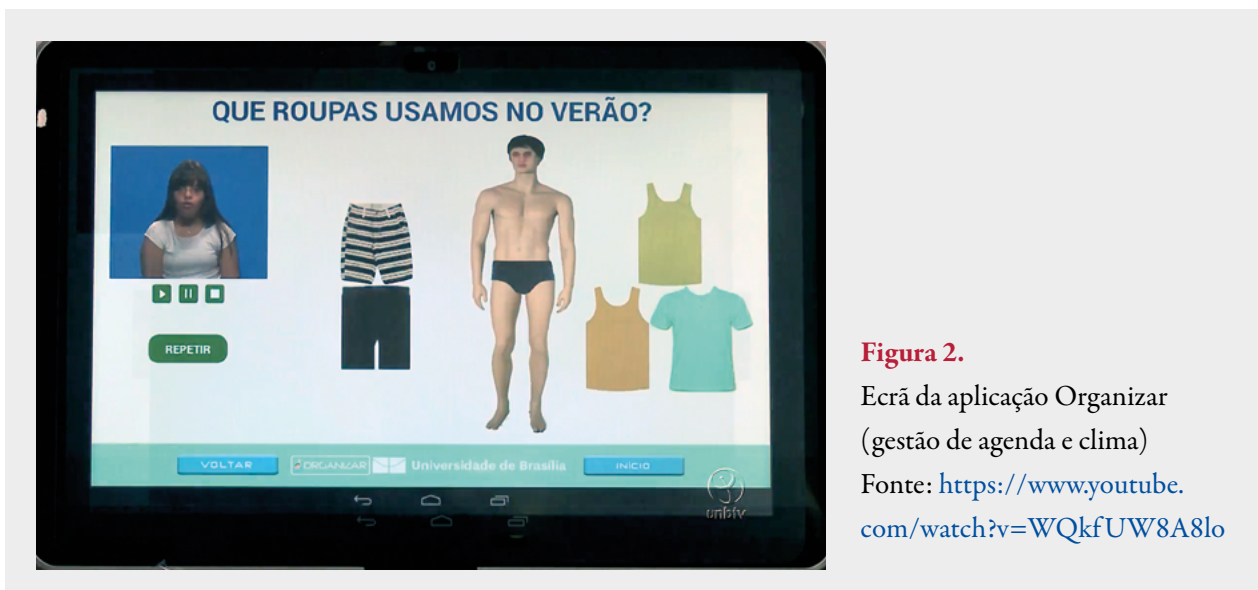 QUE ROUPAS USAMOS NO VERÃO?
REPETIR
VOLTAR
ORGANIZAR
Universidade de Brasília
INÍCIO
unbtv
Figura 2.
Ecrã da aplicação Organizar
(gestão de agenda e clima)
Fonte: https://www.youtube.
com/watch?v=WQkfUW8A8lo